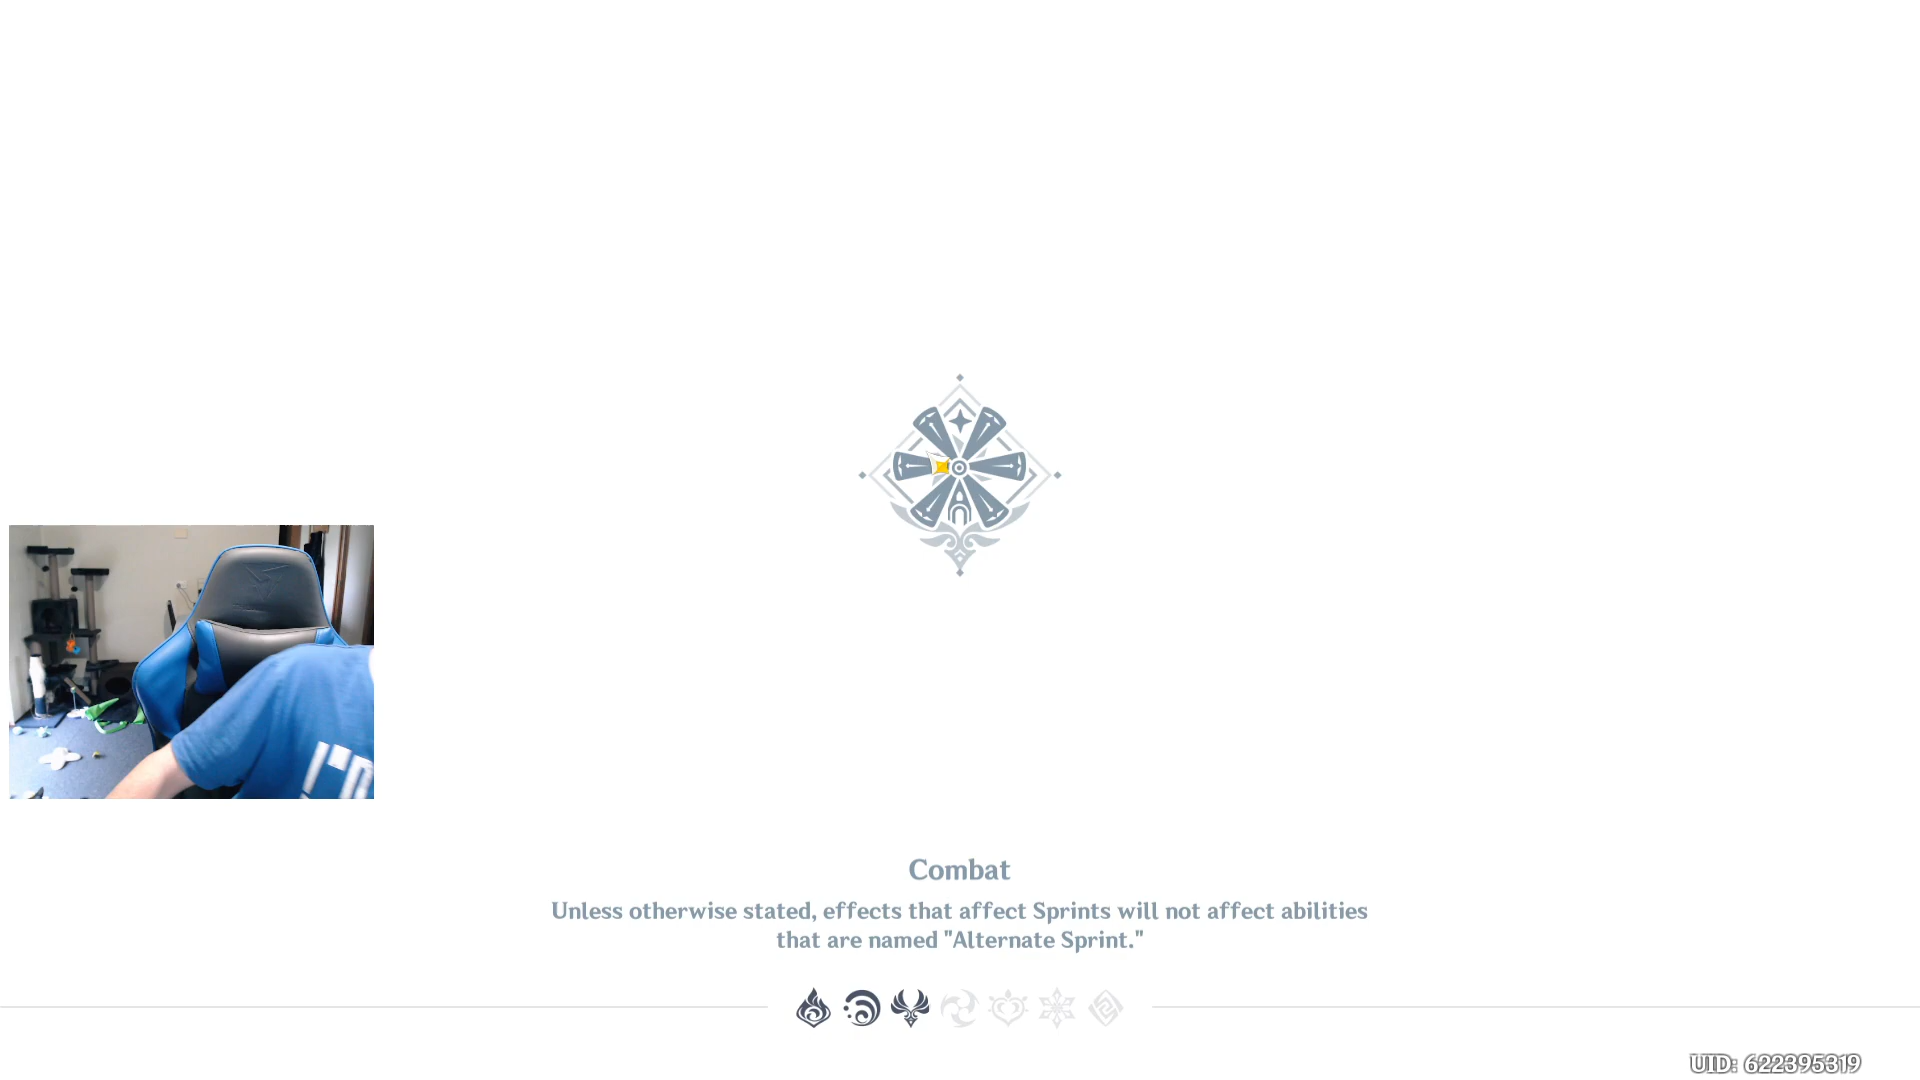 Combat
Unless otherwise stated, effects that affect Sprints will not affect abilities
that are named "Alternate Sprint."
UID: 622395319